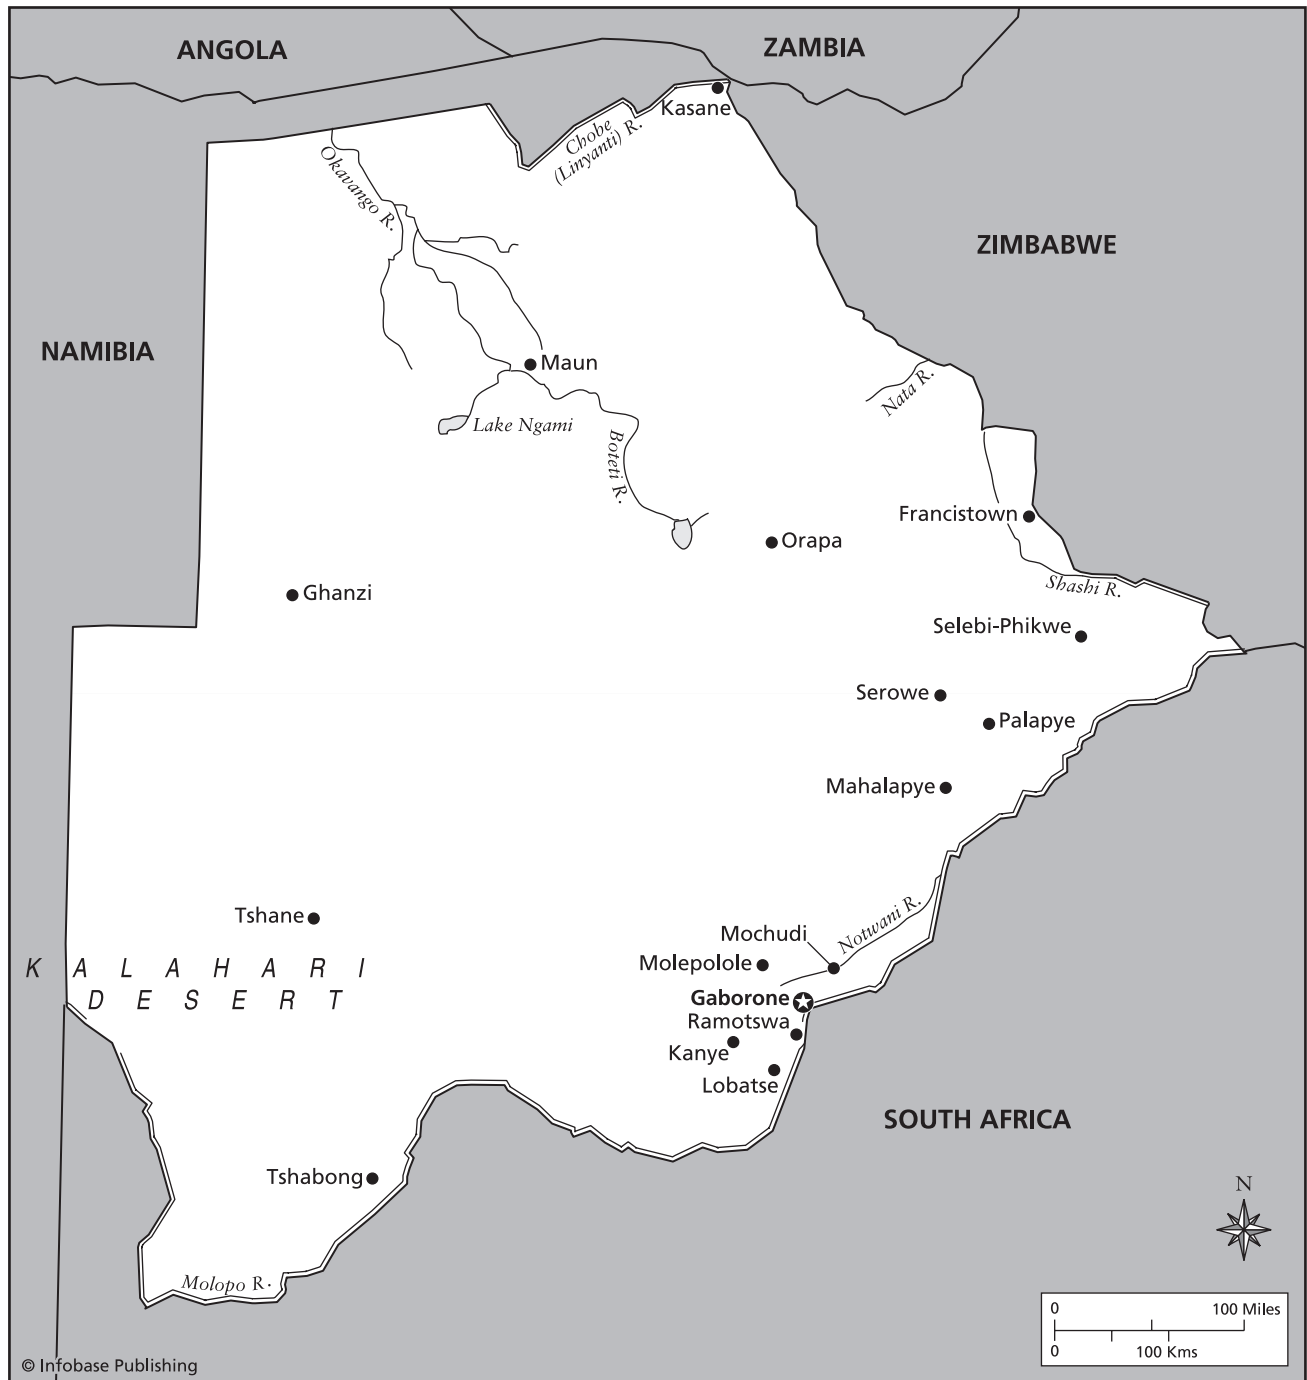 ANGOLA
ZAMBIA
Kasane
Chobe
(Linyanti) R.
Okavango R.
ZIMBABWE
NAMIBIA
Maun
Nata R.
Lake Ngami
Boteti R.
Francistown
Orapa
Shashi R.
Ghanzi
Selebi-Phikwe
Serowe
Palapye
Mahalapye
Tshane
Notwani R.
Mochudi
Molepolole
KALAHARI
DESERT
Gaborone
Ramotswa
Kanye
Lobatse
SOUTH AFRICA
Tshabong
N
Molopo R.
0 100 Miles
0 100 Kms
© Infobase Publishing